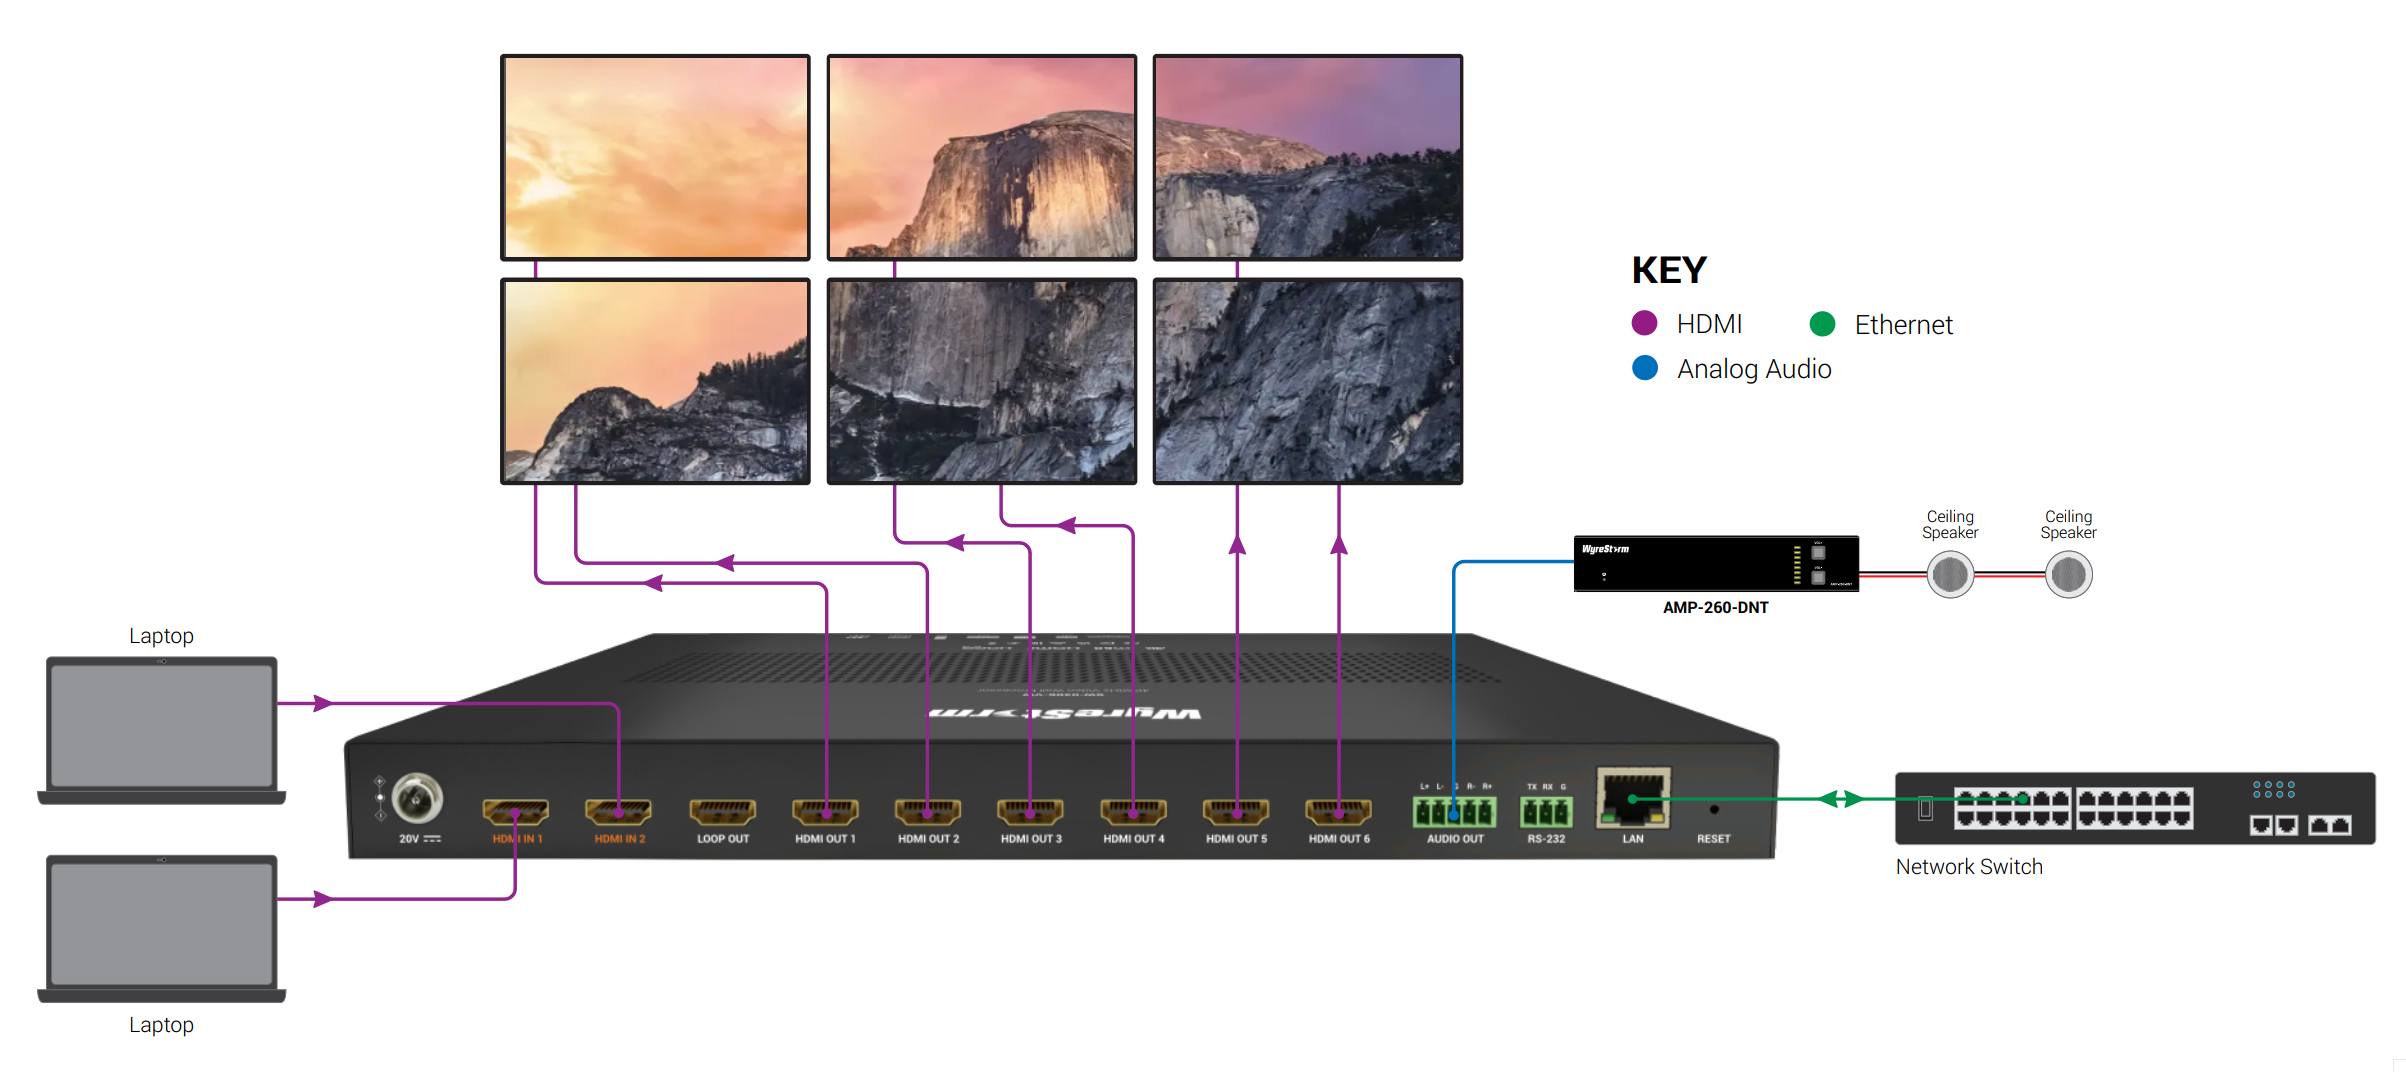 KEY
HDMI
Ethernet
Analog Audio
Ceiling
Speaker
Ceiling
Speaker
WyreStorm
AMP-260-DNT
Laptop
WyreStorm
L+ L- G R- R+
TX RX G
20V
HDMI IN 1
HDMI IN 2
LOOP OUT
HDMI OUT 1
HDMI OUT 2
HDMI OUT 3
HDMI OUT 4
HDMI OUT 5
HDMI OUT 6
AUDIO OUT
RS-232
LAN
RESET
Network Switch
Laptop